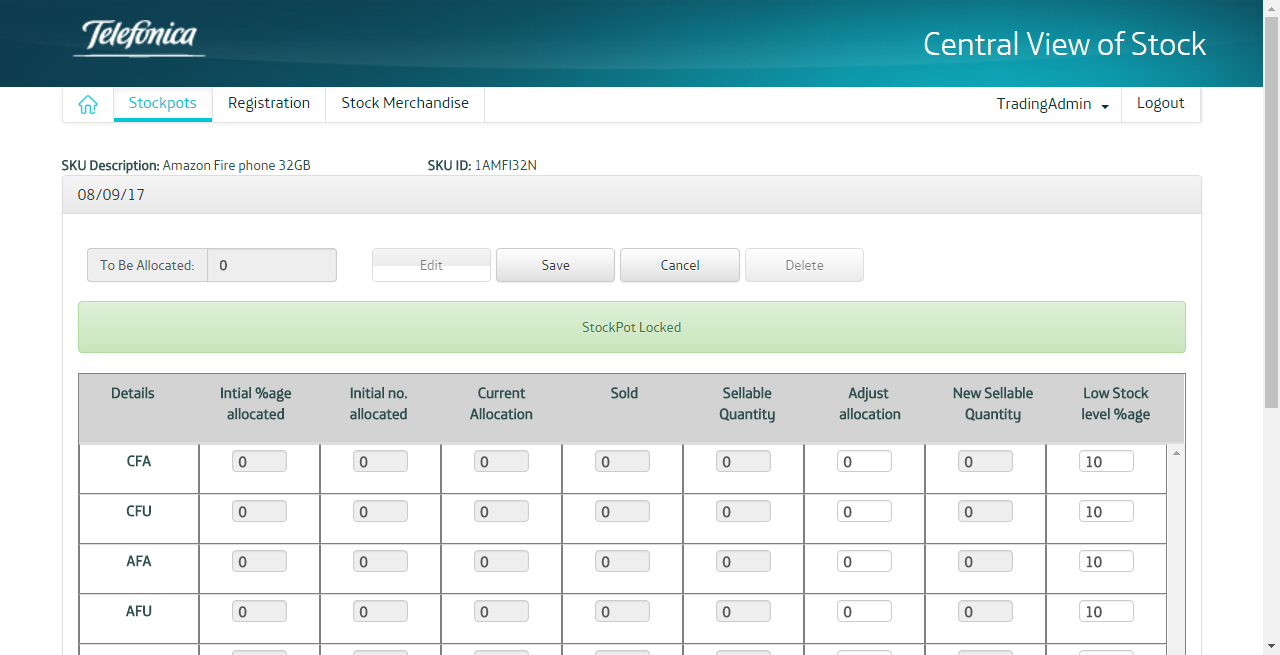 Telefónica
Central View of Stock
Stockpots Registration Stock Merchandise TradingAdmin Logout
SKU Description: Amazon Fire phone 32GB SKU ID: 1AMFI32N
08/09/17
To Be Allocated: 0 Edit Save Cancel Delete
StockPot Locked
Details Intial %age Initial no. Current Sold Sellable Adjust New Sellable Low Stock
allocated allocated Allocation Quantity allocation Quantity level %age
CFA 0 0 0 0 0 0 0 10
CFU 0 0 0 0 0 0 0 10
AFA 0 0 0 0 0 0 0 10
AFU 0 0 0 0 0 0 0 10